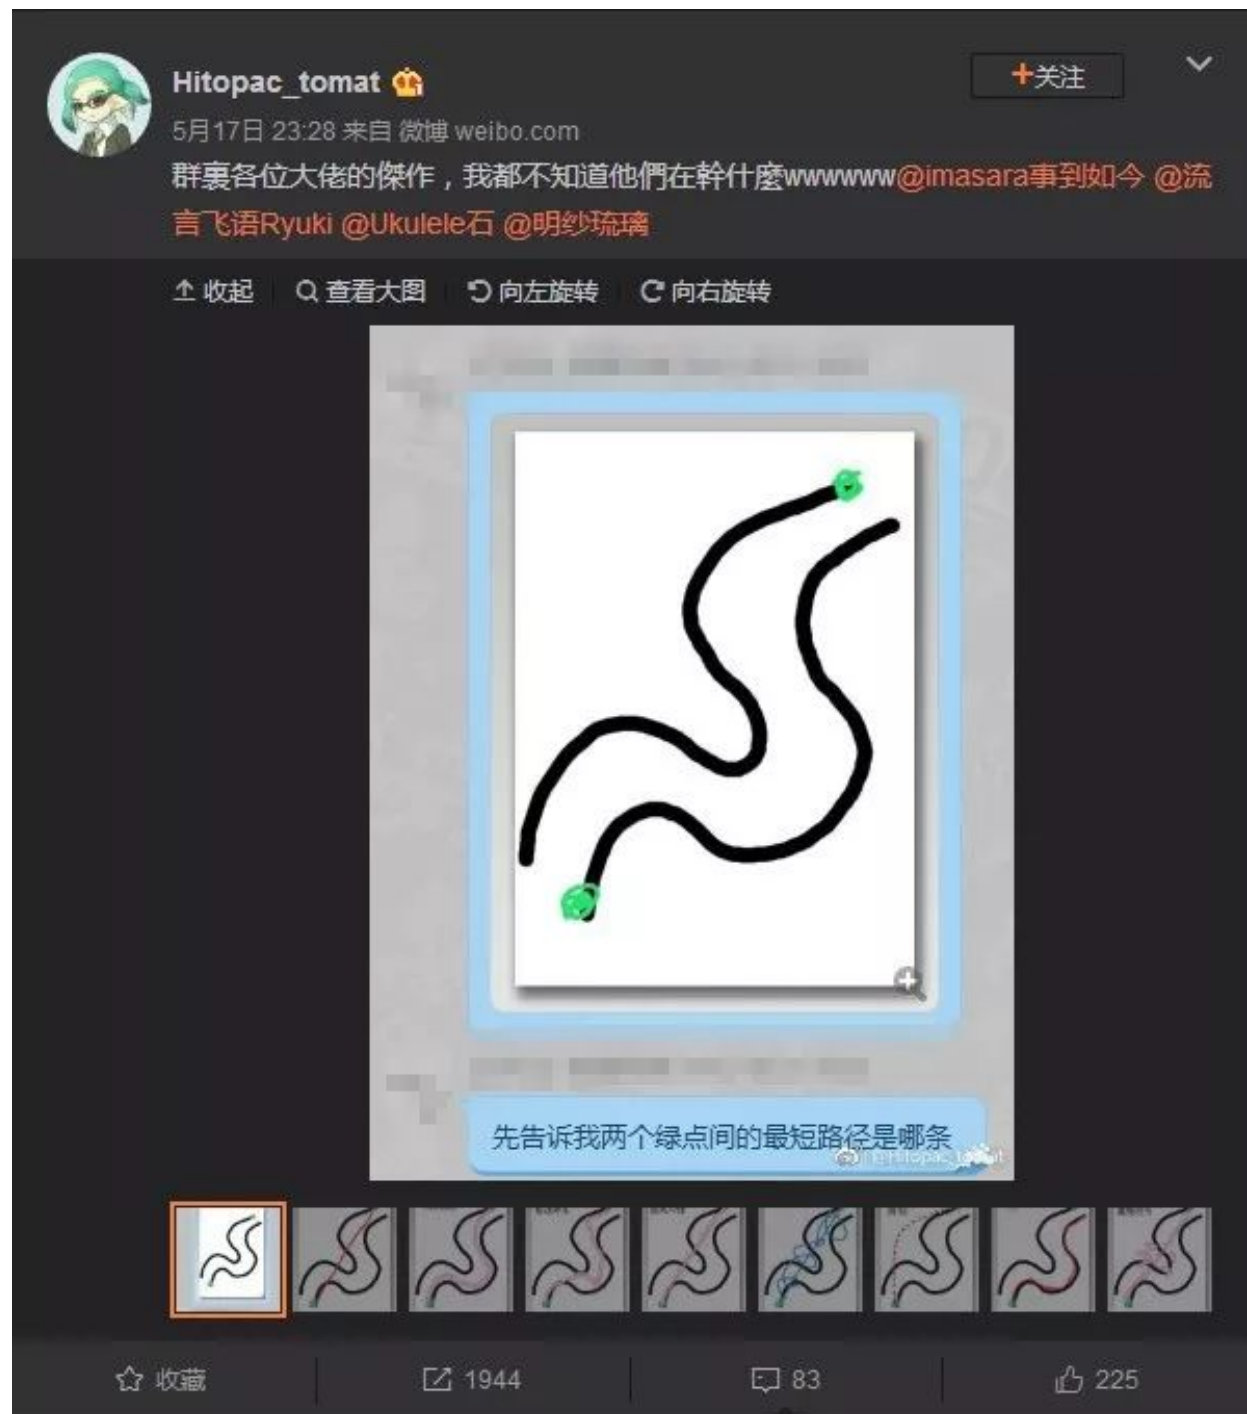 Hitopac_tomat
+关注
5月17日 23:28 来自 微博 weibo.com
群裏各位大佬的傑作，我都不知道他們在幹什麼wwwwww@imasara事到如今 @流
言飞语Ryuki @Ukulele石 @明纱琉璃
收起 查看大图 向左旋转 向右旋转
先告诉我两个绿点间的最短路径是哪条
@Hitopac_tomat
收藏 1944 83 225